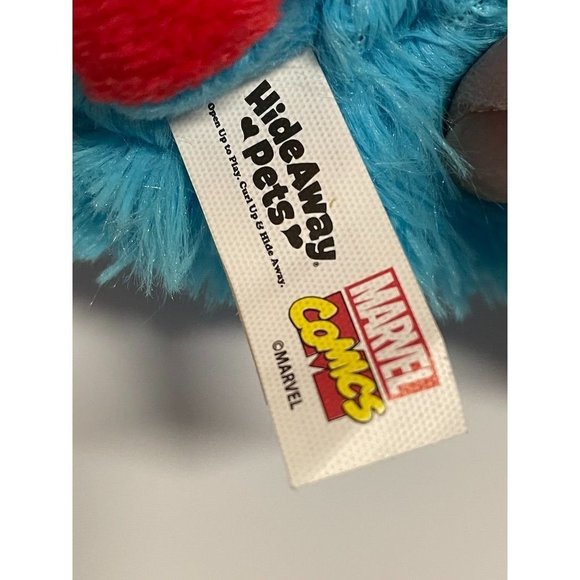 HideAway
Pets®
Open Up to Play. Curl Up & Hide Away.
MARVEL
COMICS
©MARVEL